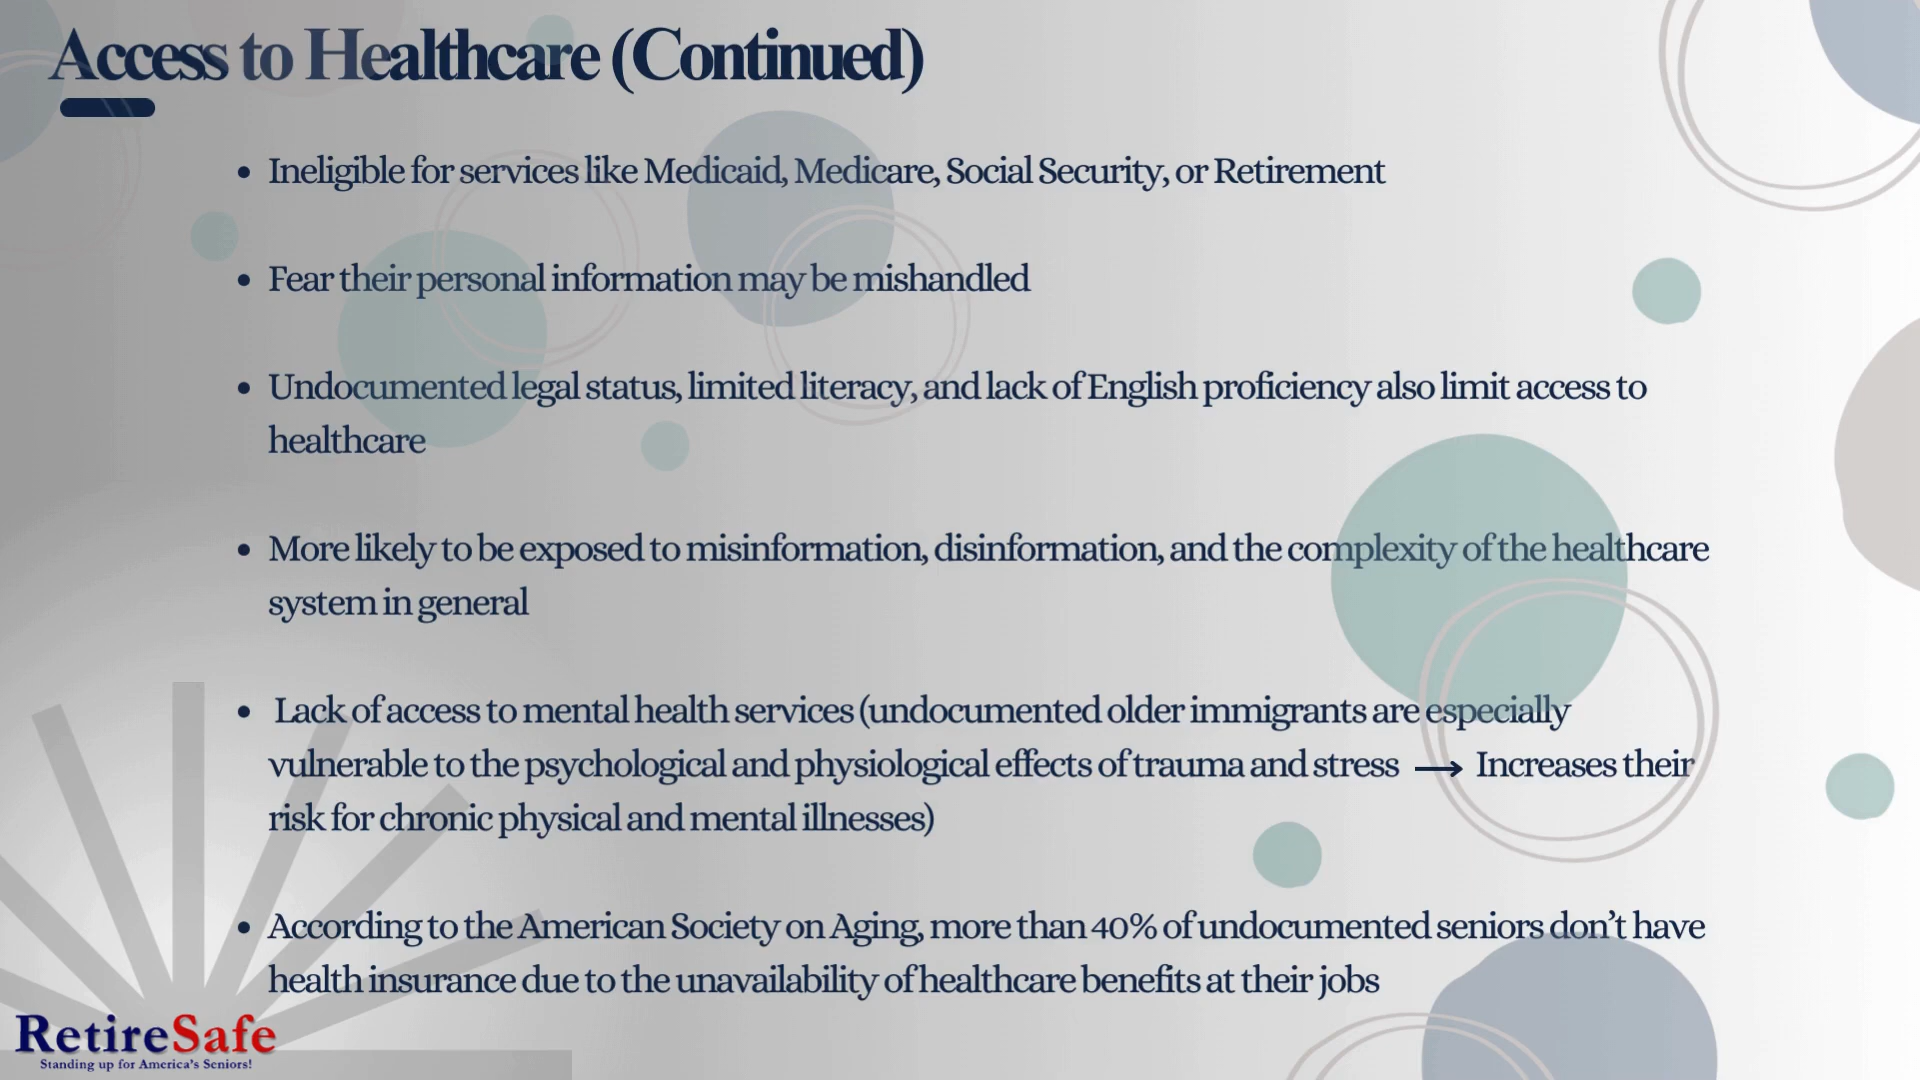 Access to Healthcare (Continued)
• Ineligible for services like Medicaid, Medicare, Social Security, or Retirement
• Fear their personal information may be mishandled
• Undocumented legal status, limited literacy, and lack of English proficiency also limit access to
healthcare
• More likely to be exposed to misinformation, disinformation, and the complexity of the healthcare
system in general
• Lack of access to mental health services (undocumented older immigrants are especially
vulnerable to the psychological and physiological effects of trauma and stress → Increases their
risk for chronic physical and mental illnesses)
• According to the American Society on Aging, more than 40% of undocumented seniors don’t have
health insurance due to the unavailability of healthcare benefits at their jobs
RetireSafe
Standing up for America's Seniors!